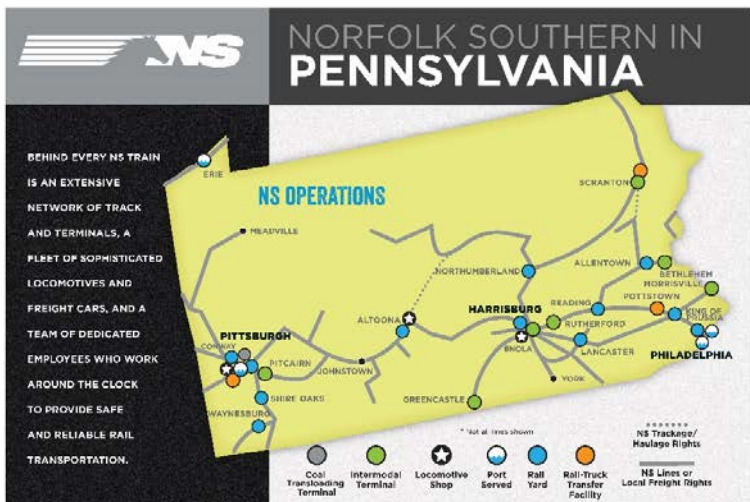 NS
NORFOLK SOUTHERN IN
PENNSYLVANIA
BEHIND EVERY NS TRAIN
IS AN EXTENSIVE
NETWORK OF TRACK
AND TERMINALS, A
FLEET OF SOPHISTICATED
LOCOMOTIVES AND
FREIGHT CARS, AND A
TEAM OF DEDICATED
EMPLOYEES WHO WORK
AROUND THE CLOCK
TO PROVIDE SAFE
AND RELIABLE RAIL
TRANSPORTATION.
NS OPERATIONS
ERIE
MEADVILLE
SCRANTON
NORTHUMBERLAND
ALLENTOWN
BETHLEHEM
MORRISVILLE
POTTSTOWN
READING
KING OF
PRUSSIA
ALTOONA
HARRISBURG
RUTHERFORD
ENOLA
LANCASTER
PHILADELPHIA
PITTSBURGH
CONWAY
PITCAIRN
JOHNSTOWN
YORK
SHIRE OAKS
GREENCASTLE
WAYNESBURG
* Not all lines shown
Coal
Transloading
Terminal
Intermodal
Terminal
Locomotive
Shop
Port
Served
Rail
Yard
Rail-Truck
Transfer
Facility
NS Trackage/
Haulage Rights
NS Lines or
Local Freight Rights